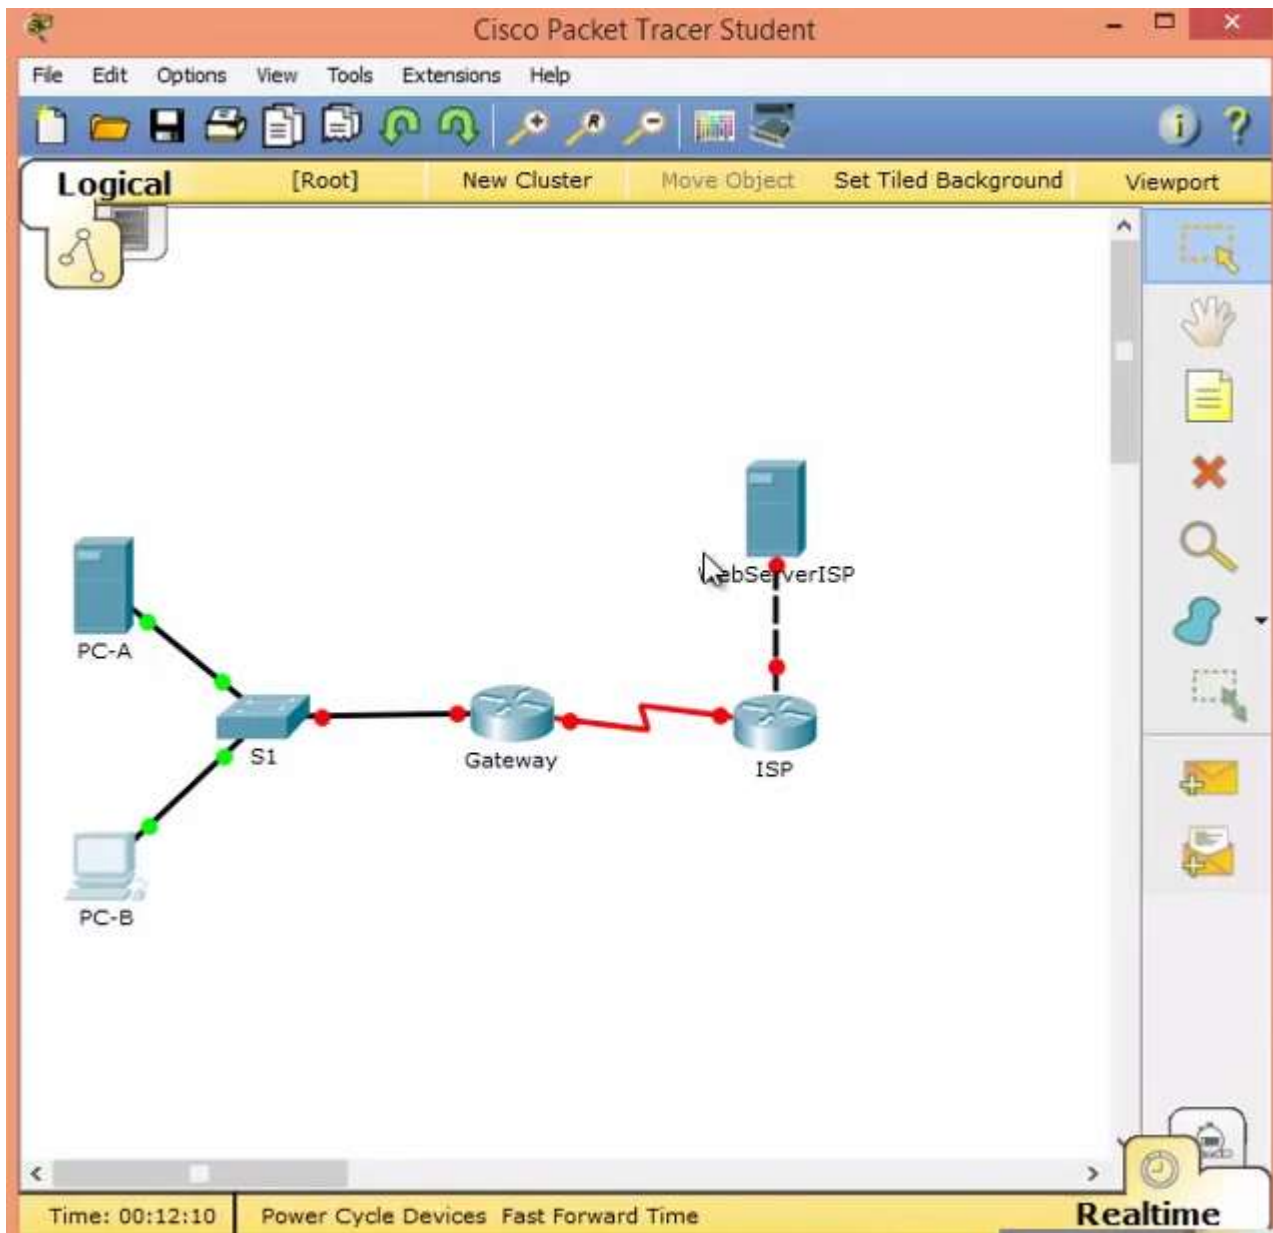 Cisco Packet Tracer Student
File Edit Options View Tools Extensions Help
R i ?
Logical [Root] New Cluster Move Object Set Tiled Background Viewport
WebServerISP
PC-A
S1
Gateway
ISP
PC-B
Time: 00:12:10 Power Cycle Devices Fast Forward Time Realtime